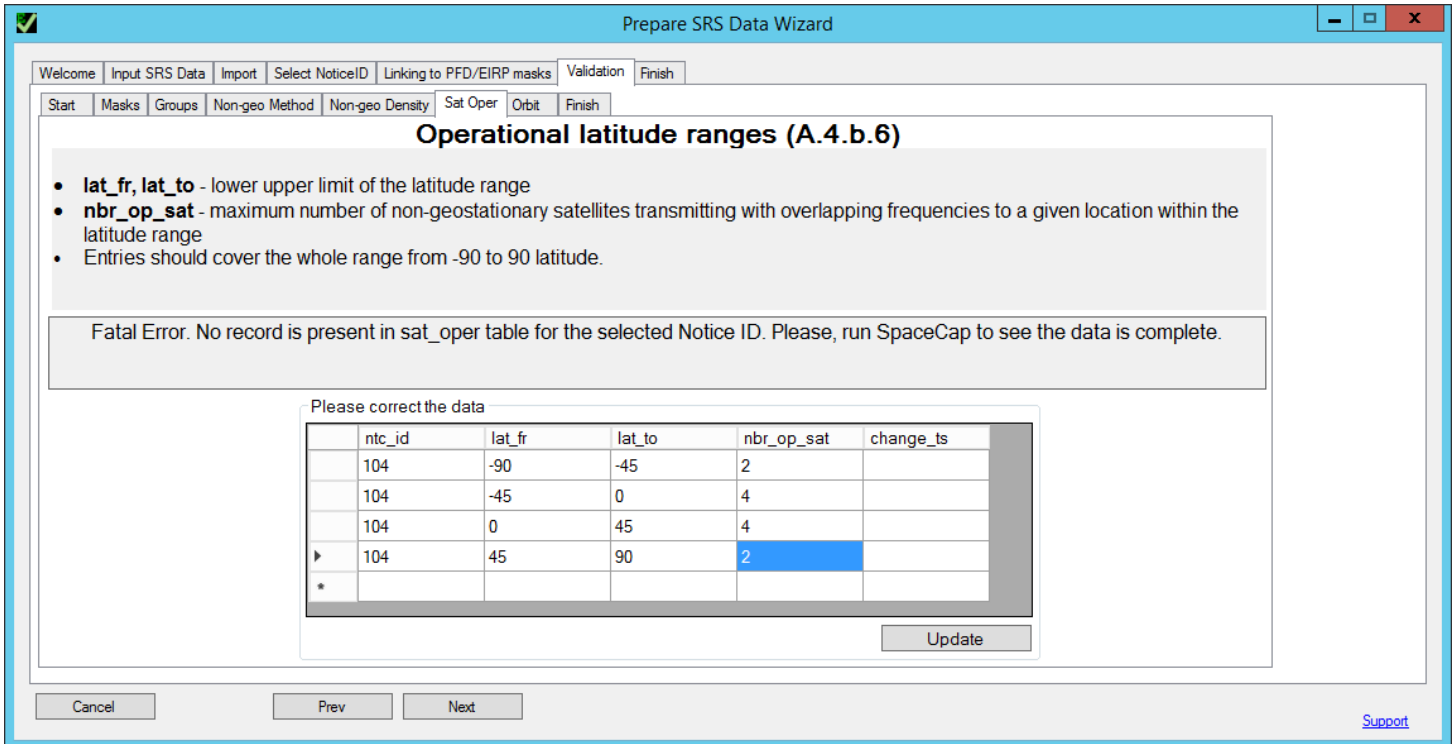 Prepare SRS Data Wizard
Welcome Input SRS Data Import Select NoticeID Linking to PFD/EIRP masks Validation Finish
Start Masks Groups Non-geo Method Non-geo Density Sat Oper Orbit Finish
Operational latitude ranges (A.4.b.6)
• lat_fr, lat_to - lower upper limit of the latitude range
• nbr_op_sat - maximum number of non-geostationary satellites transmitting with overlapping frequencies to a given location within the
latitude range
• Entries should cover the whole range from -90 to 90 latitude.
Fatal Error. No record is present in sat_oper table for the selected Notice ID. Please, run SpaceCap to see the data is complete.
Please correct the data
ntc_id lat_fr lat_to nbr_op_sat change_ts
104 -90 -45 2
104 -45 0 4
104 0 45 4
104 45 90 2
Update
Cancel Prev Next
Support